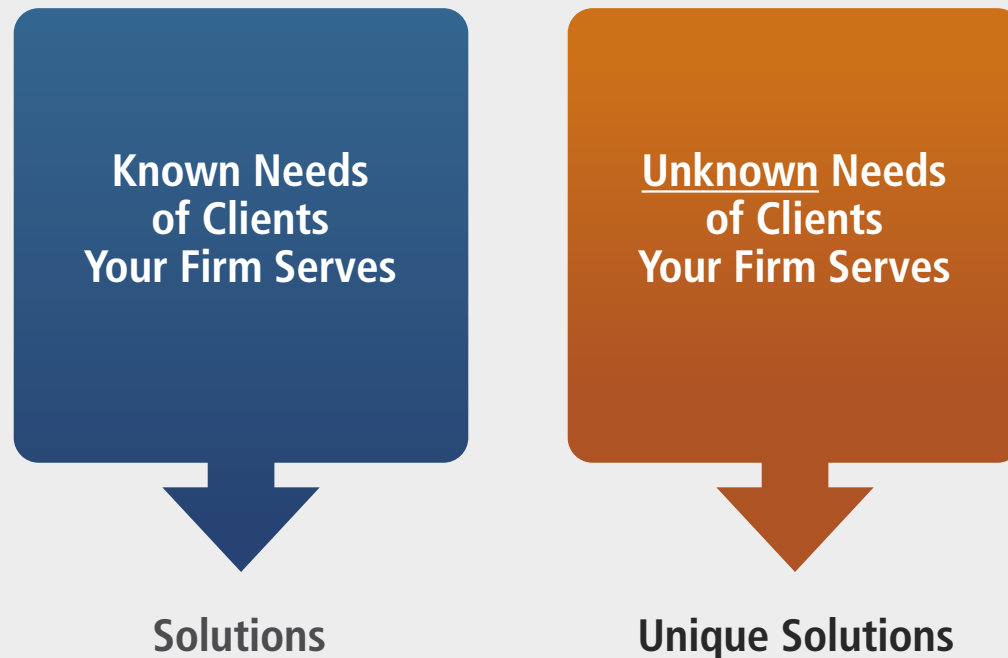 Known Needs
of Clients
Your Firm Serves
Unknown Needs
of Clients
Your Firm Serves
Solutions
Unique Solutions